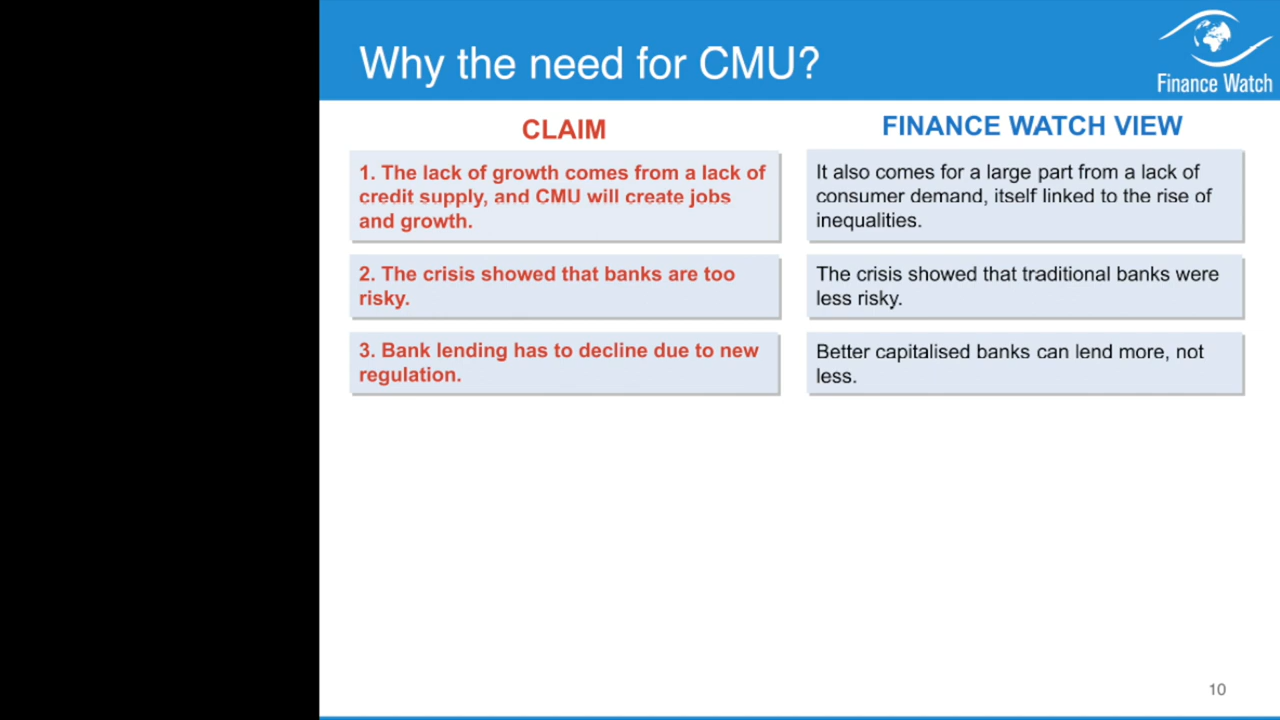 Why the need for CMU?
Finance Watch
CLAIM
FINANCE WATCH VIEW
1. The lack of growth comes from a lack of
credit supply, and CMU will create jobs
and growth.
It also comes for a large part from a lack of
consumer demand, itself linked to the rise of
inequalities.
2. The crisis showed that banks are too
risky.
The crisis showed that traditional banks were
less risky.
3. Bank lending has to decline due to new
regulation.
Better capitalised banks can lend more, not
less.
10